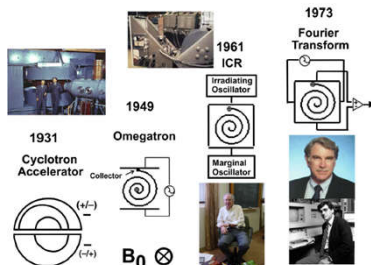 1931
Cyclotron
Accelerator
(+/−)
(−/+)
1949
Omegatron
Collector
B0
1961
ICR
Irradiating
Oscillator
Marginal
Oscillator
1973
Fourier
Transform